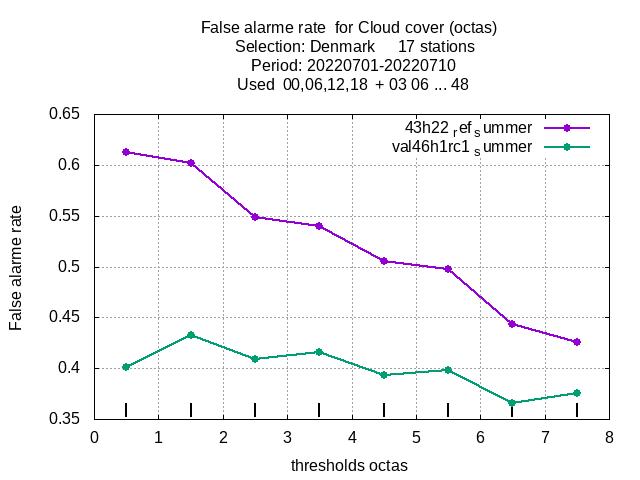 False alarme rate  for Cloud cover (octas)
Selection: Denmark     17 stations
Period: 20220701-20220710
Used  00,06,12,18  + 03 06 ... 48
0.65
43h22 ref summer
0.6
val46h1rc1 summer
0.55
0.5
0.45
0.4
0.35
False alarme rate
0 1 2 3 4 5 6 7 8
thresholds octas